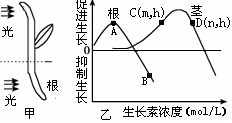 光
光
根
甲
促进生长
0
抑制生长
根
A
B
C(m,h)
茎
D(n,h)
乙
生长素浓度(mol/L)